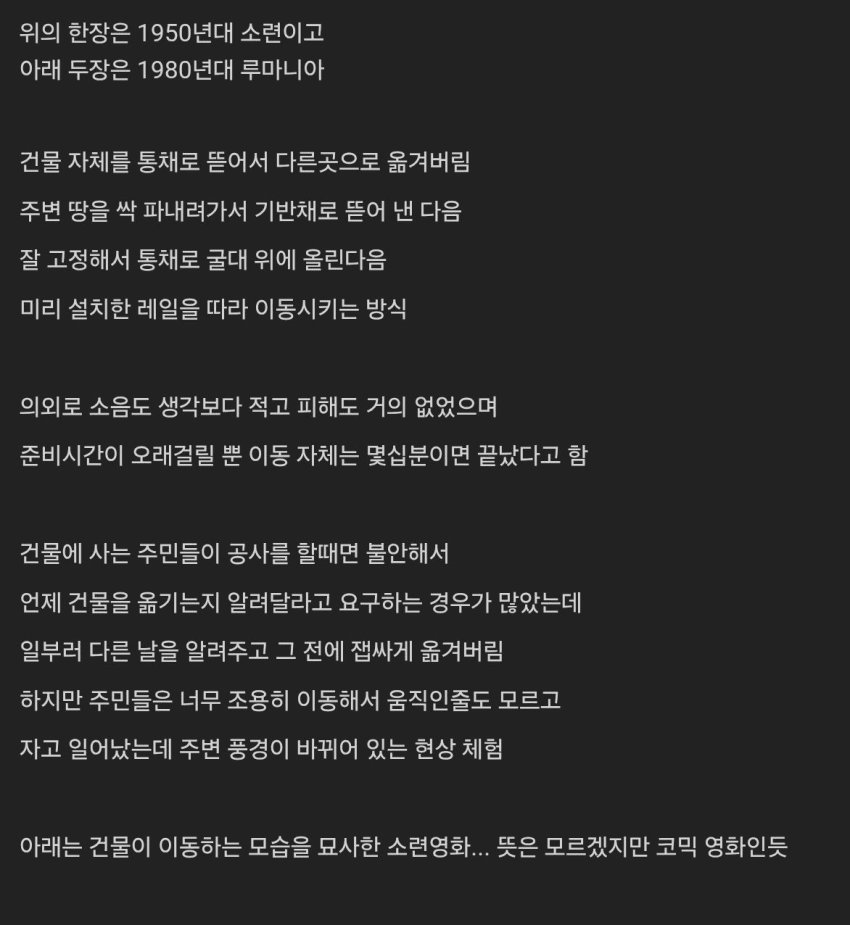 위의 한장은 1950년대 소련이고
아래 두장은 1980년대 루마니아
건물 자체를 통채로 뜯어서 다른곳으로 옮겨버림
주변 땅을 싹 파내려가서 기반채로 뜯어 낸 다음
잘 고정해서 통채로 굴대 위에 올린다음
미리 설치한 레일을 따라 이동시키는 방식
의외로 소음도 생각보다 적고 피해도 거의 없었으며
준비시간이 오래걸릴 뿐 이동 자체는 몇십분이면 끝났다고 함
건물에 사는 주민들이 공사를 할때면 불안해서
언제 건물을 옮기는지 알려달라고 요구하는 경우가 많았는데
일부러 다른 날을 알려주고 그 전에 잽싸게 옮겨버림
하지만 주민들은 너무 조용히 이동해서 움직인줄도 모르고
자고 일어났는데 주변 풍경이 바뀌어 있는 현상 체험
아래는 건물이 이동하는 모습을 묘사한 소련영화... 뜻은 모르겠지만 코믹 영화인듯